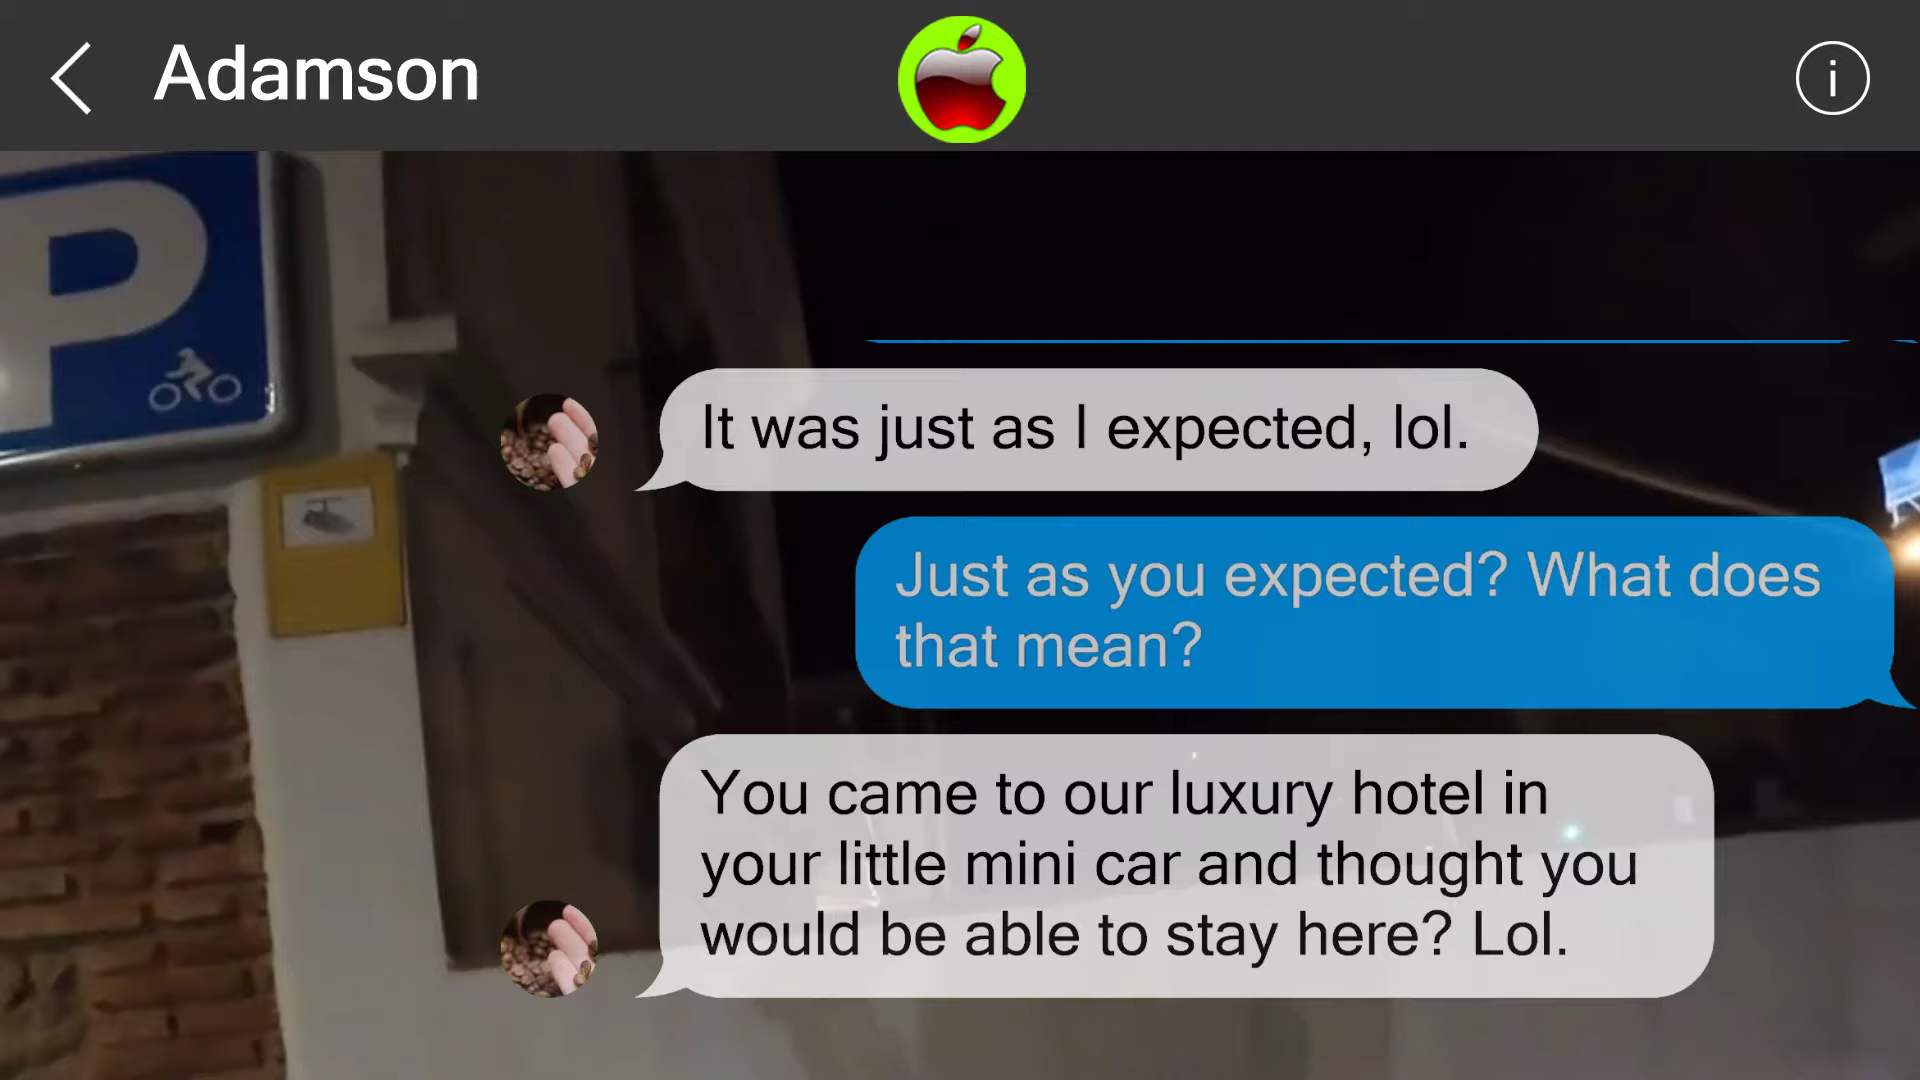 Adamson
i
P
It was just as I expected, lol.
Just as you expected? What does
that mean?
You came to our luxury hotel in
your little mini car and thought you
would be able to stay here? Lol.